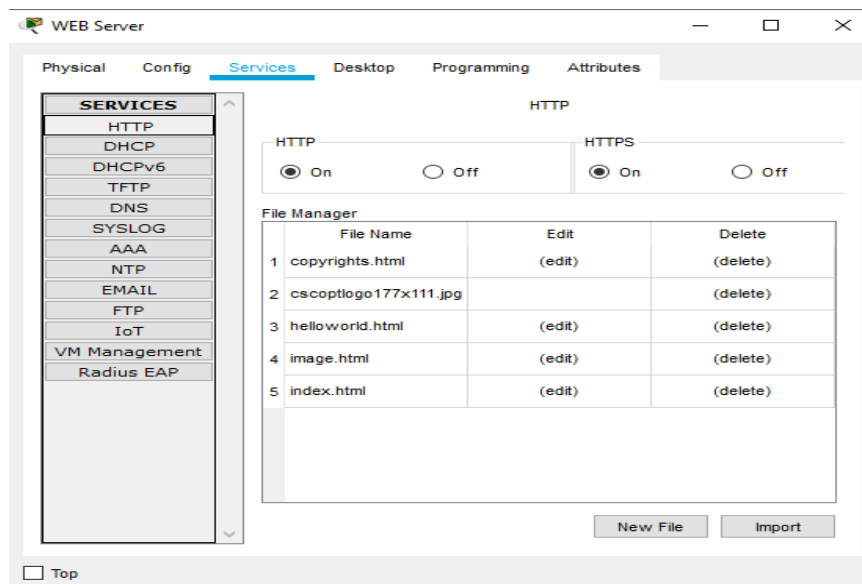 WEB Server
Physical Config Services Desktop Programming Attributes
SERVICES
HTTP
DHCP
DHCPv6
TFTP
DNS
SYSLOG
AAA
NTP
EMAIL
FTP
IoT
VM Management
Radius EAP
HTTP
HTTP HTTPS
On Off On Off
File Manager
File Name Edit Delete
1 copyrights.html (edit) (delete)
2 cscoptlogo177x111.jpg (delete)
3 helloworld.html (edit) (delete)
4 image.html (edit) (delete)
5 index.html (edit) (delete)
New File Import
Top